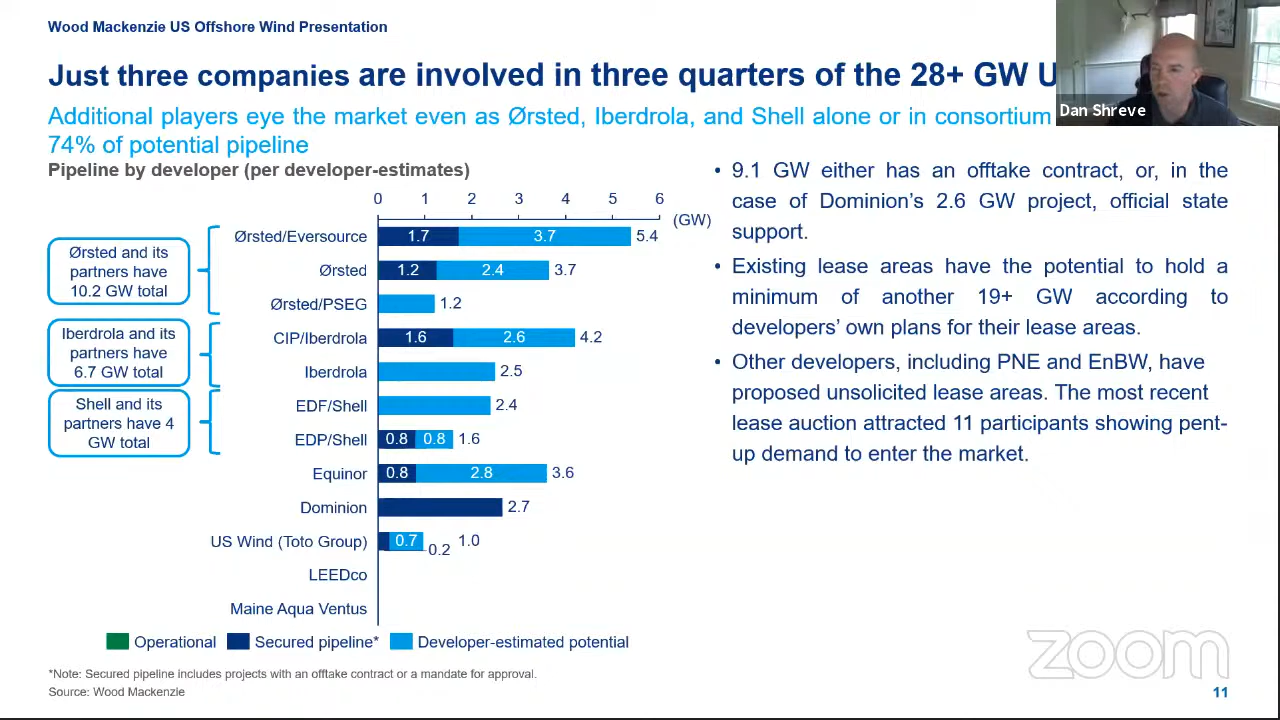 Wood Mackenzie US Offshore Wind Presentation
Just three companies are involved in three quarters of the 28+ GW U
Dan Shreve
Additional players eye the market even as Ørsted, Iberdrola, and Shell alone or in consortium
74% of potential pipeline
Pipeline by developer (per developer-estimates)
0 1 2 3 4 5 6
(GW)
Ørsted and its
partners have
10.2 GW total
Iberdrola and its
partners have
6.7 GW total
Shell and its
partners have 4
GW total
Ørsted/Eversource 1.7 3.7 5.4
Ørsted 1.2 2.4 3.7
Ørsted/PSEG 1.2
CIP/Iberdrola 1.6 2.6 4.2
Iberdrola 2.5
EDF/Shell 2.4
EDP/Shell 0.8 0.8 1.6
Equinor 0.8 2.8 3.6
Dominion 2.7
US Wind (Toto Group) 0.7 0.2 1.0
LEEDco
Maine Aqua Ventus
Operational Secured pipeline* Developer-estimated potential
• 9.1 GW either has an offtake contract, or, in the
case of Dominion's 2.6 GW project, official state
support.
• Existing lease areas have the potential to hold a
minimum of another 19+ GW according to
developers' own plans for their lease areas.
• Other developers, including PNE and EnBW, have
proposed unsolicited lease areas. The most recent
lease auction attracted 11 participants showing pent-
up demand to enter the market.
*Note: Secured pipeline includes projects with an offtake contract or a mandate for approval.
Source: Wood Mackenzie
zoom
11